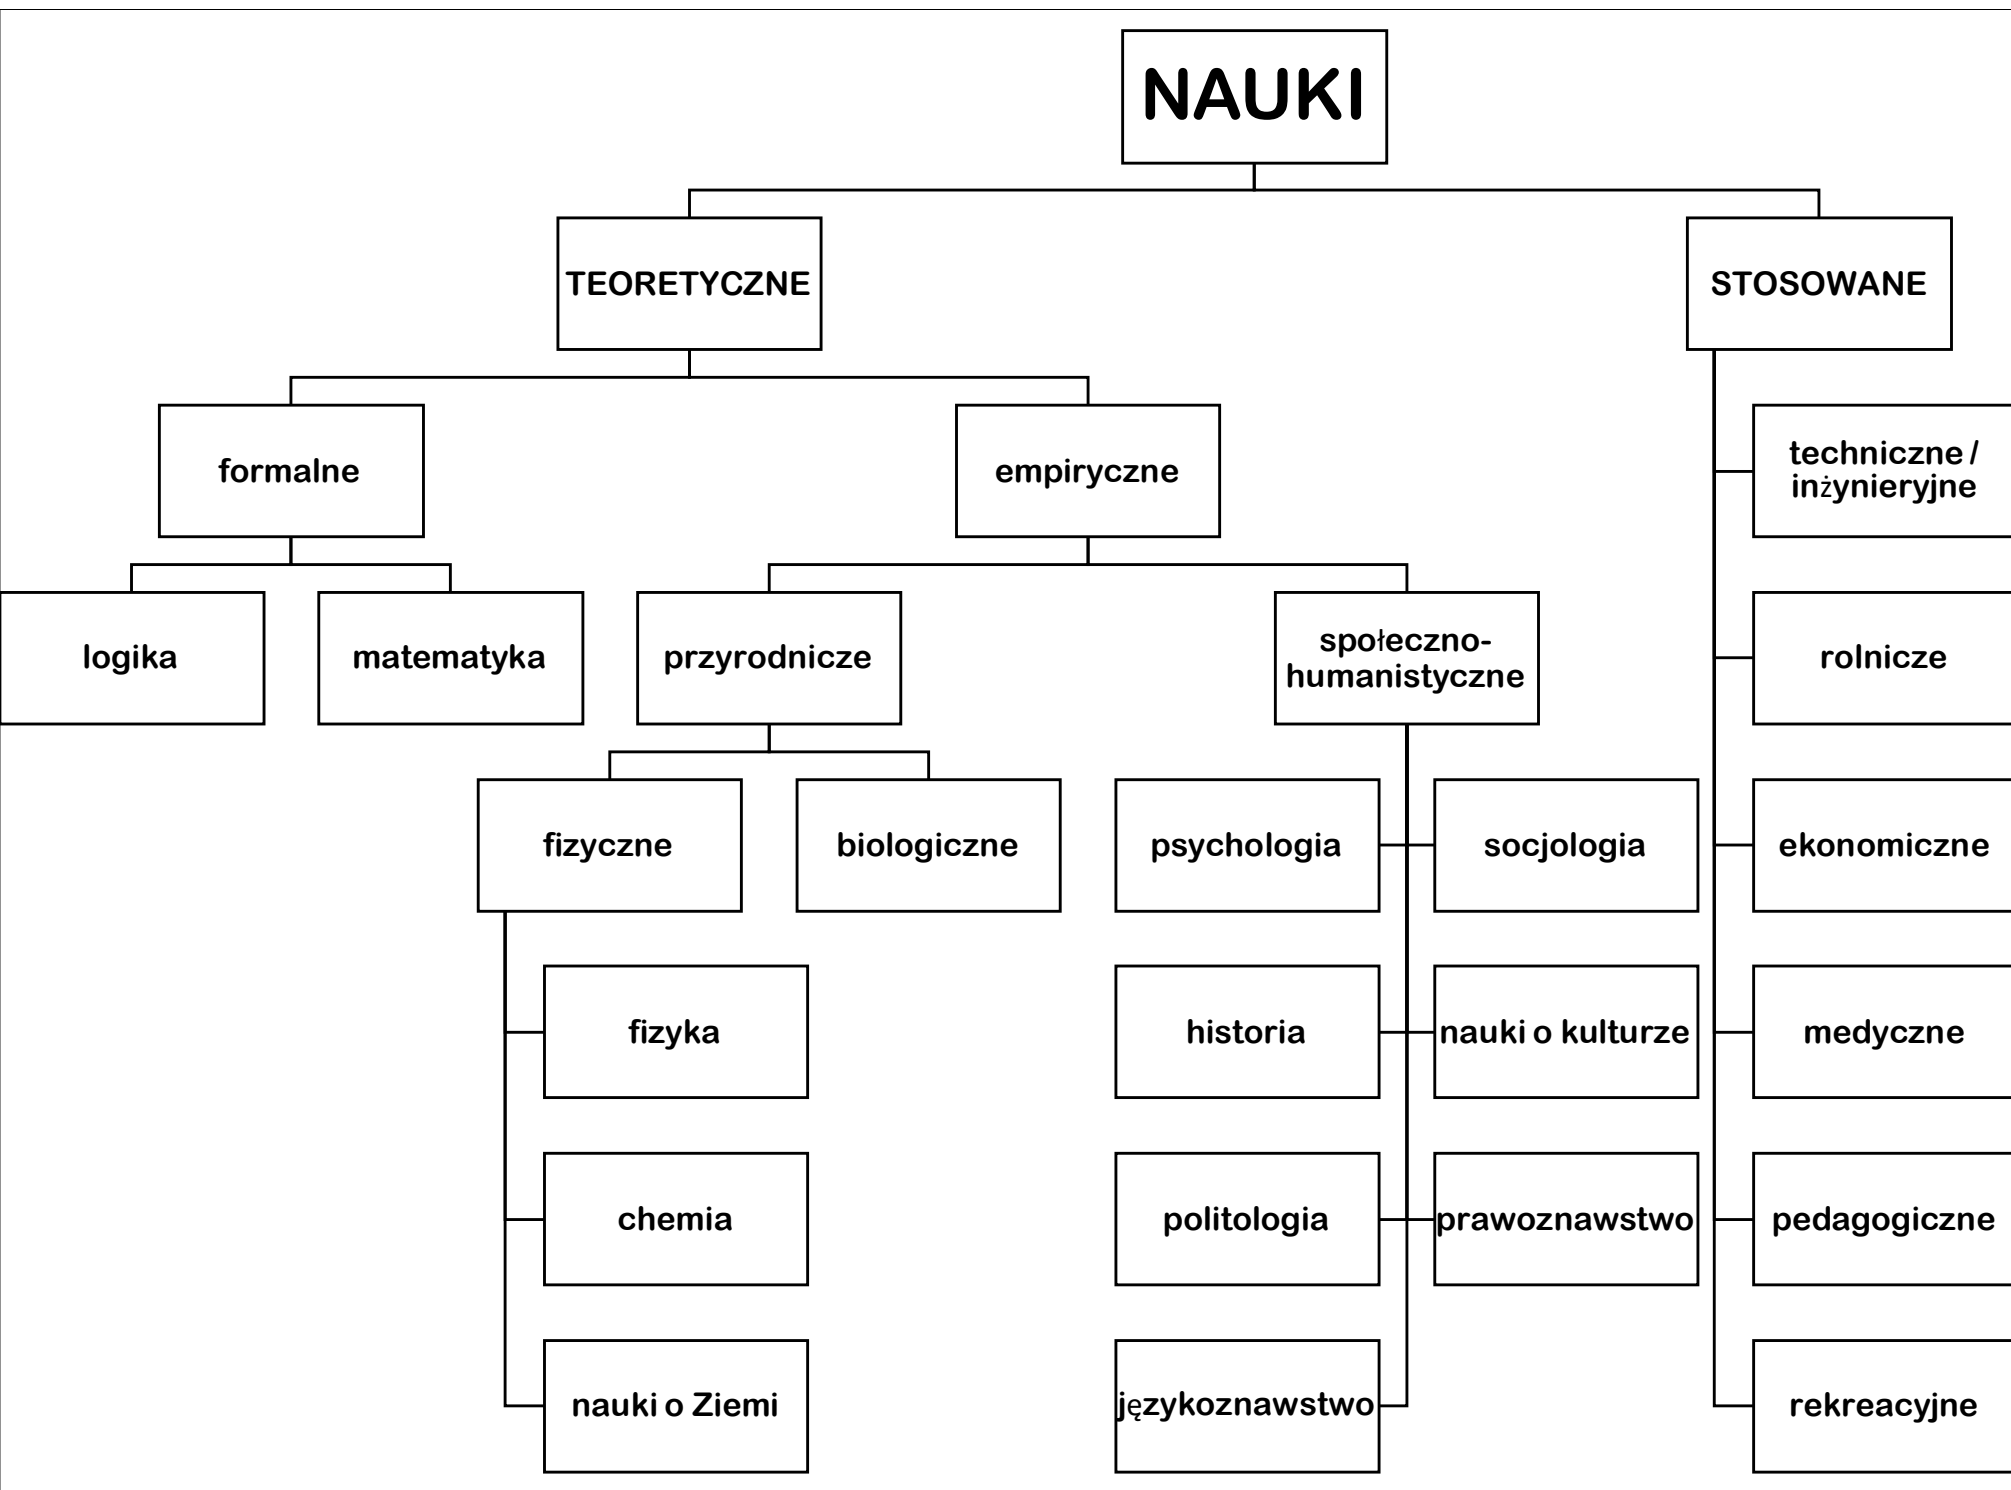 NAUKI
TEORETYCZNE
STOSOWANE
formalne
empiryczne
techniczne /
inżynieryjne
logika
matematyka
przyrodnicze
społeczno-
humanistyczne
rolnicze
fizyczne
biologiczne
psychologia
socjologia
ekonomiczne
fizyka
historia
nauki o kulturze
medyczne
chemia
politologia
prawoznawstwo
pedagogiczne
nauki o Ziemi
językoznawstwo
rekreacyjne